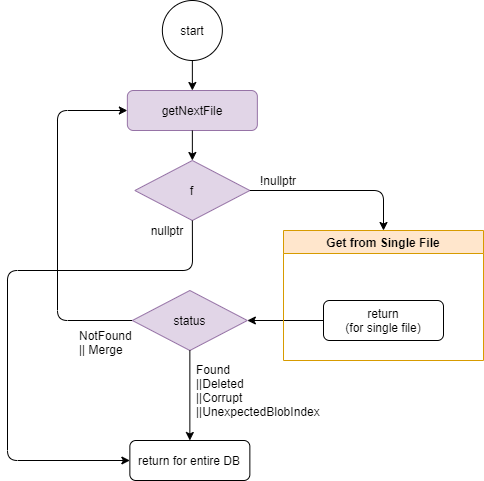 start
getNextFile
f
!nullptr
nullptr
Get from Single File
return
(for single file)
status
NotFound
|| Merge
Found
||Deleted
||Corrupt
||UnexpectedBlobIndex
return for entire DB